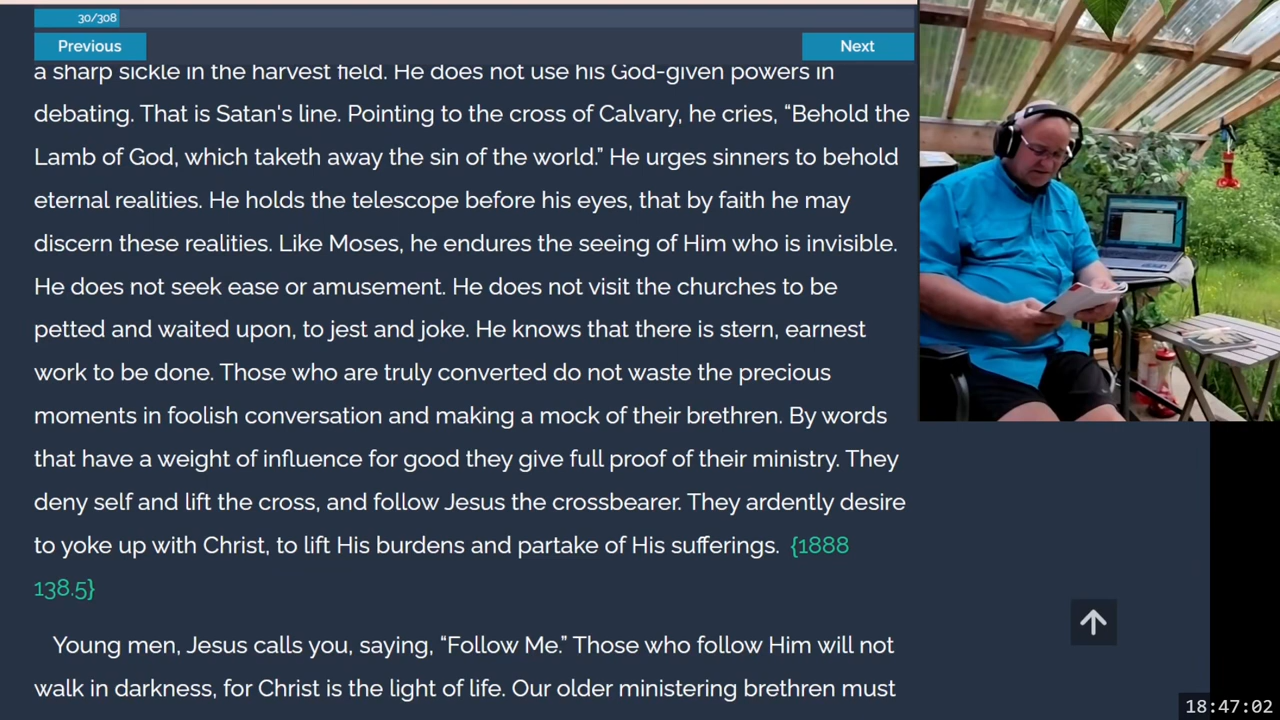 30/308
Previous
Next
a sharp sickle in the harvest field. He does not use his God-given powers in
debating. That is Satan's line. Pointing to the cross of Calvary, he cries, “Behold the
Lamb of God, which taketh away the sin of the world.” He urges sinners to behold
eternal realities. He holds the telescope before his eyes, that by faith he may
discern these realities. Like Moses, he endures the seeing of Him who is invisible.
He does not seek ease or amusement. He does not visit the churches to be
petted and waited upon, to jest and joke. He knows that there is stern, earnest
work to be done. Those who are truly converted do not waste the precious
moments in foolish conversation and making a mock of their brethren. By words
that have a weight of influence for good they give full proof of their ministry. They
deny self and lift the cross, and follow Jesus the crossbearer. They ardently desire
to yoke up with Christ, to lift His burdens and partake of His sufferings. {1888
138.5}
Young men, Jesus calls you, saying, “Follow Me.” Those who follow Him will not
walk in darkness, for Christ is the light of life. Our older ministering brethren must
18:47:02